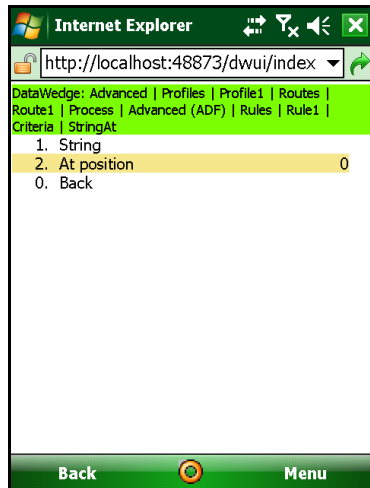 Internet Explorer
http://localhost:48873/dwui/index
DataWedge: Advanced | Profiles | Profile1 | Routes |
Route1 | Process | Advanced (ADF) | Rules | Rule1 |
Criteria | StringAt
1. String
2. At position 0
0. Back
Back Menu